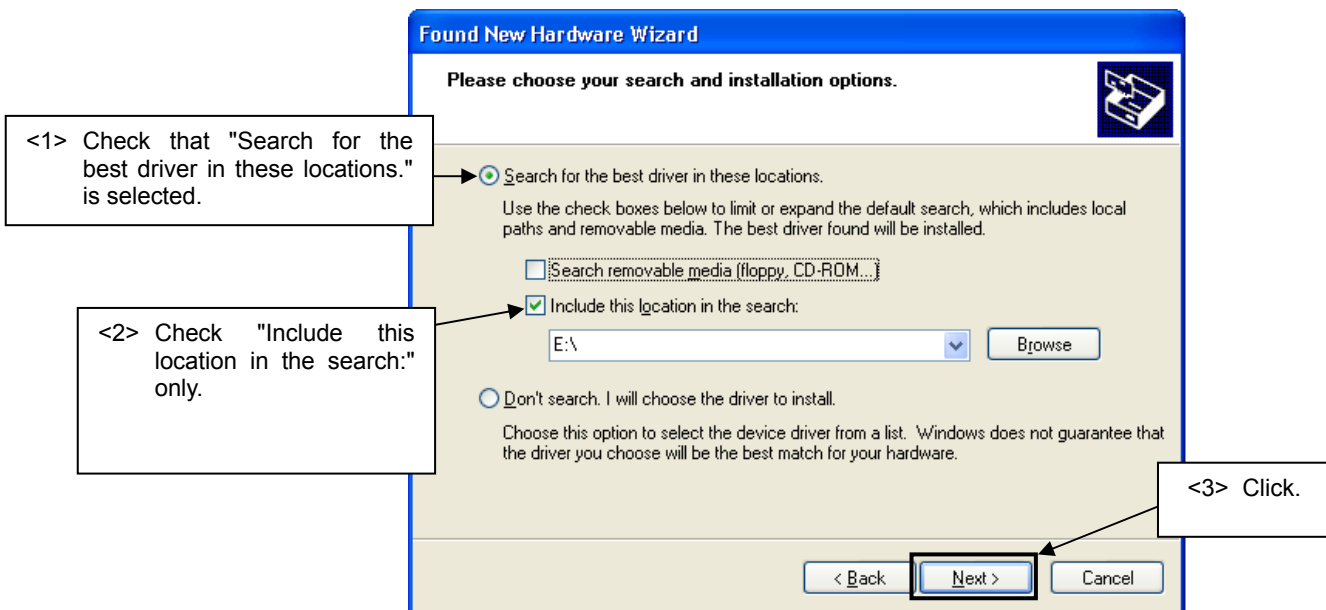 Found New Hardware Wizard
Please choose your search and installation options.
<1> Check that "Search for the
best driver in these locations."
is selected.
Search for the best driver in these locations.
Use the check boxes below to limit or expand the default search, which includes local
paths and removable media. The best driver found will be installed.
Search removable media (floppy, CD-ROM...)
Include this location in the search:
<2> Check "Include this
location in the search:"
only.
E:\
Browse
Don't search. I will choose the driver to install.
Choose this option to select the device driver from a list. Windows does not guarantee that
the driver you choose will be the best match for your hardware.
<3> Click.
< Back
Next >
Cancel